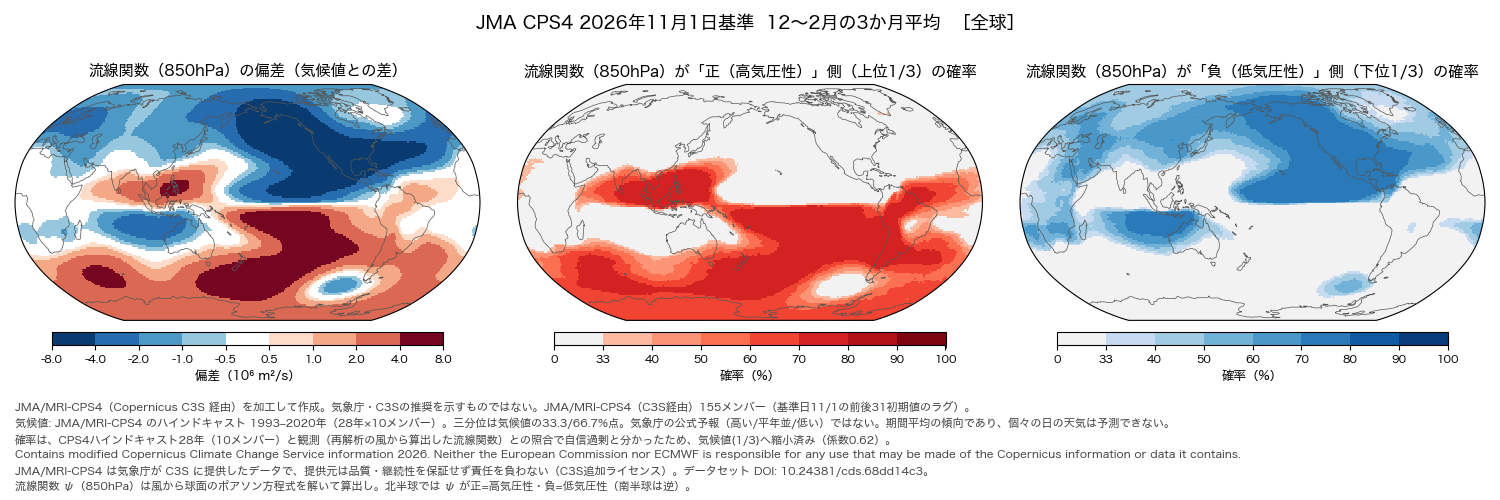 JMA CPS4 2026年11月1日基準 12～2月の3か月平均 ［全球］
流線関数（850hPa）の偏差（気候値との差）
流線関数（850hPa）が「正（高気圧性）」側（上位1/3）の確率
流線関数（850hPa）が「負（低気圧性）」側（下位1/3）の確率
-8.0 -4.0 -2.0 -1.0 -0.5 0.5 1.0 2.0 4.0 8.0
偏差（10⁶ m²/s）
0 33 40 50 60 70 80 90 100
確率（%）
0 33 40 50 60 70 80 90 100
確率（%）
JMA/MRI-CPS4（Copernicus C3S 経由）を加工して作成。気象庁・C3Sの推奨を示すものではない。JMA/MRI-CPS4（C3S経由）155メンバー（基準日11/1の前後31初期値のラグ）。
気候値: JMA/MRI-CPS4 のハインドキャスト 1993–2020年（28年×10メンバー）。三分位は気候値の33.3/66.7%点。気象庁の公式予報（高い/平年並/低い）ではない。期間平均の傾向であり、個々の日の天気は予測できない。
確率は、CPS4ハインドキャスト28年（10メンバー）と観測（再解析の風から算出した流線関数）との照合で自信過剰と分かったため、気候値(1/3)へ縮小済み（係数0.62）。
Contains modified Copernicus Climate Change Service information 2026. Neither the European Commission nor ECMWF is responsible for any use that may be made of the Copernicus information or data it contains.
JMA/MRI-CPS4 は気象庁が C3S に提供したデータで、提供元は品質・継続性を保証せず責任を負わない（C3S追加ライセンス）。データセット DOI: 10.24381/cds.68dd14c3。
流線関数 ψ（850hPa）は風から球面のポアソン方程式を解いて算出し。北半球では ψ が正=高気圧性・負=低気圧性（南半球は逆）。